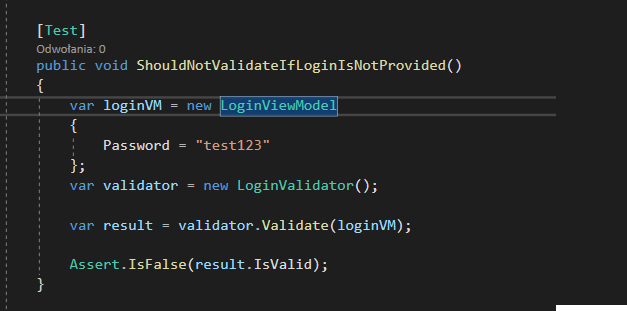 [Test]
Odwołania: 0
public void ShouldNotValidateIfLoginIsNotProvided()
{
var loginVM = new LoginViewModel
{
Password = "test123"
};
var validator = new LoginValidator();
var result = validator.Validate(loginVM);
Assert.IsFalse(result.IsValid);
}